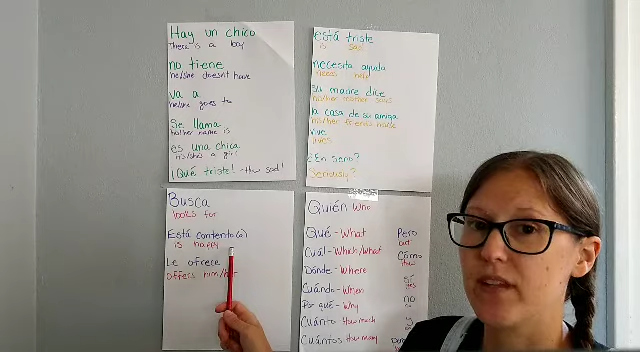 Hay un chico
There is a boy
no tiene
he/she doesn't have
va a
he/she goes to
Se llama
his/her name is
es una chica
his/she's a girl
¡Qué triste! - How sad!
está triste
is sad
necesita ayuda
needs help
su madre dice
his/her mother says
la casa de su amiga
his/her friend's house
vive
lives
¿En serio?
Seriously?
Busca
looks for
Está contento(a)
is happy
Le ofrece
offers him/
Quién Who
Qué - What
Cuál - Which/What
Dónde - Where
Cuándo - When
Por qué - Why
Cuánto How much
Cuántos How many
Pero
but
Cómo
How
sí
yes
no
no
y